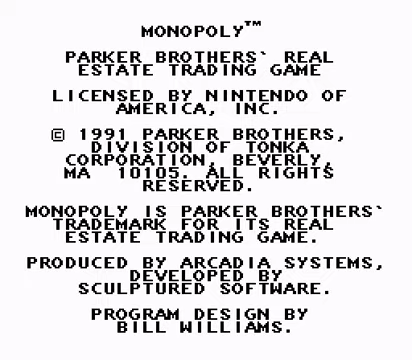 MONOPOLY™
PARKER BROTHERS` REAL
ESTATE TRADING GAME
LICENSED BY NINTENDO OF
AMERICA, INC.
© 1991 PARKER BROTHERS,
DIVISION OF TONKA
CORPORATION, BEVERLY,
MA  10105. ALL RIGHTS
RESERVED.
MONOPOLY IS PARKER BROTHERS`
TRADEMARK FOR ITS REAL
ESTATE TRADING GAME.
PRODUCED BY ARCADIA SYSTEMS,
DEVELOPED BY
SCULPTURED SOFTWARE.
PROGRAM DESIGN BY
BILL WILLIAMS.